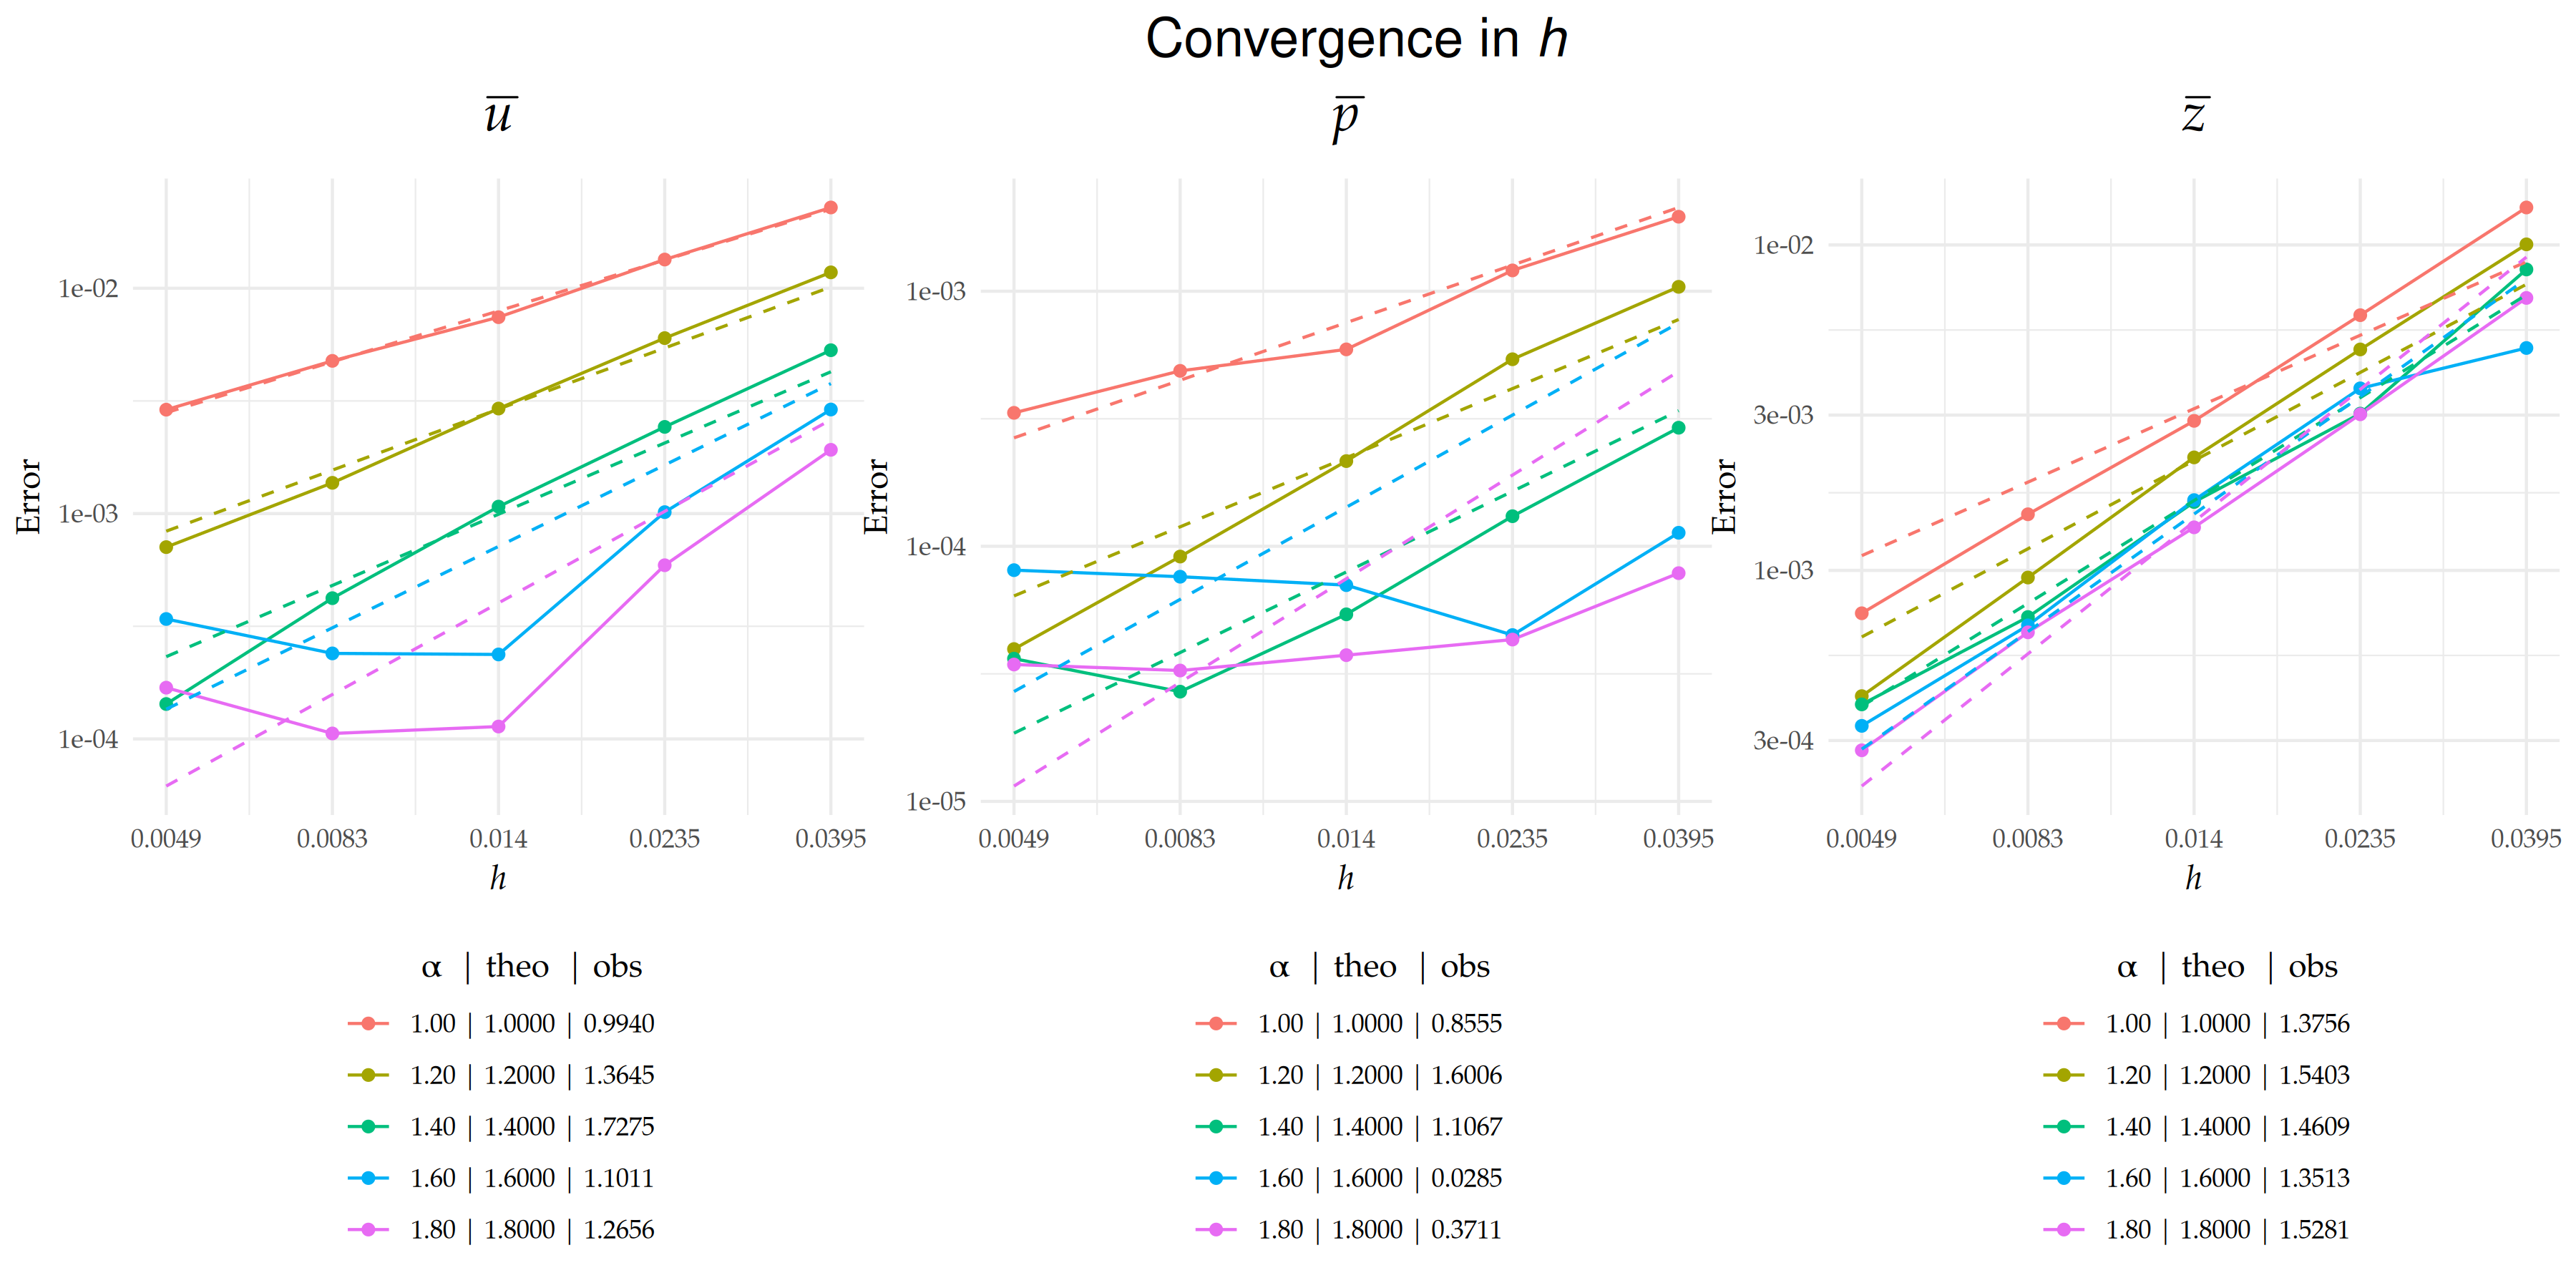 Convergence in h
u̅
1e-02
1e-03
1e-04
Error
0.0049 0.0083 0.014 0.0235 0.0395
h
α | theo | obs
1.00 | 1.0000 | 0.9940
1.20 | 1.2000 | 1.3645
1.40 | 1.4000 | 1.7275
1.60 | 1.6000 | 1.1011
1.80 | 1.8000 | 1.2656
p̅
1e-03
1e-04
1e-05
Error
0.0049 0.0083 0.014 0.0235 0.0395
h
α | theo | obs
1.00 | 1.0000 | 0.8555
1.20 | 1.2000 | 1.6006
1.40 | 1.4000 | 1.1067
1.60 | 1.6000 | 0.0285
1.80 | 1.8000 | 0.3711
z̅
1e-02
3e-03
1e-03
3e-04
Error
0.0049 0.0083 0.014 0.0235 0.0395
h
α | theo | obs
1.00 | 1.0000 | 1.3756
1.20 | 1.2000 | 1.5403
1.40 | 1.4000 | 1.4609
1.60 | 1.6000 | 1.3513
1.80 | 1.8000 | 1.5281